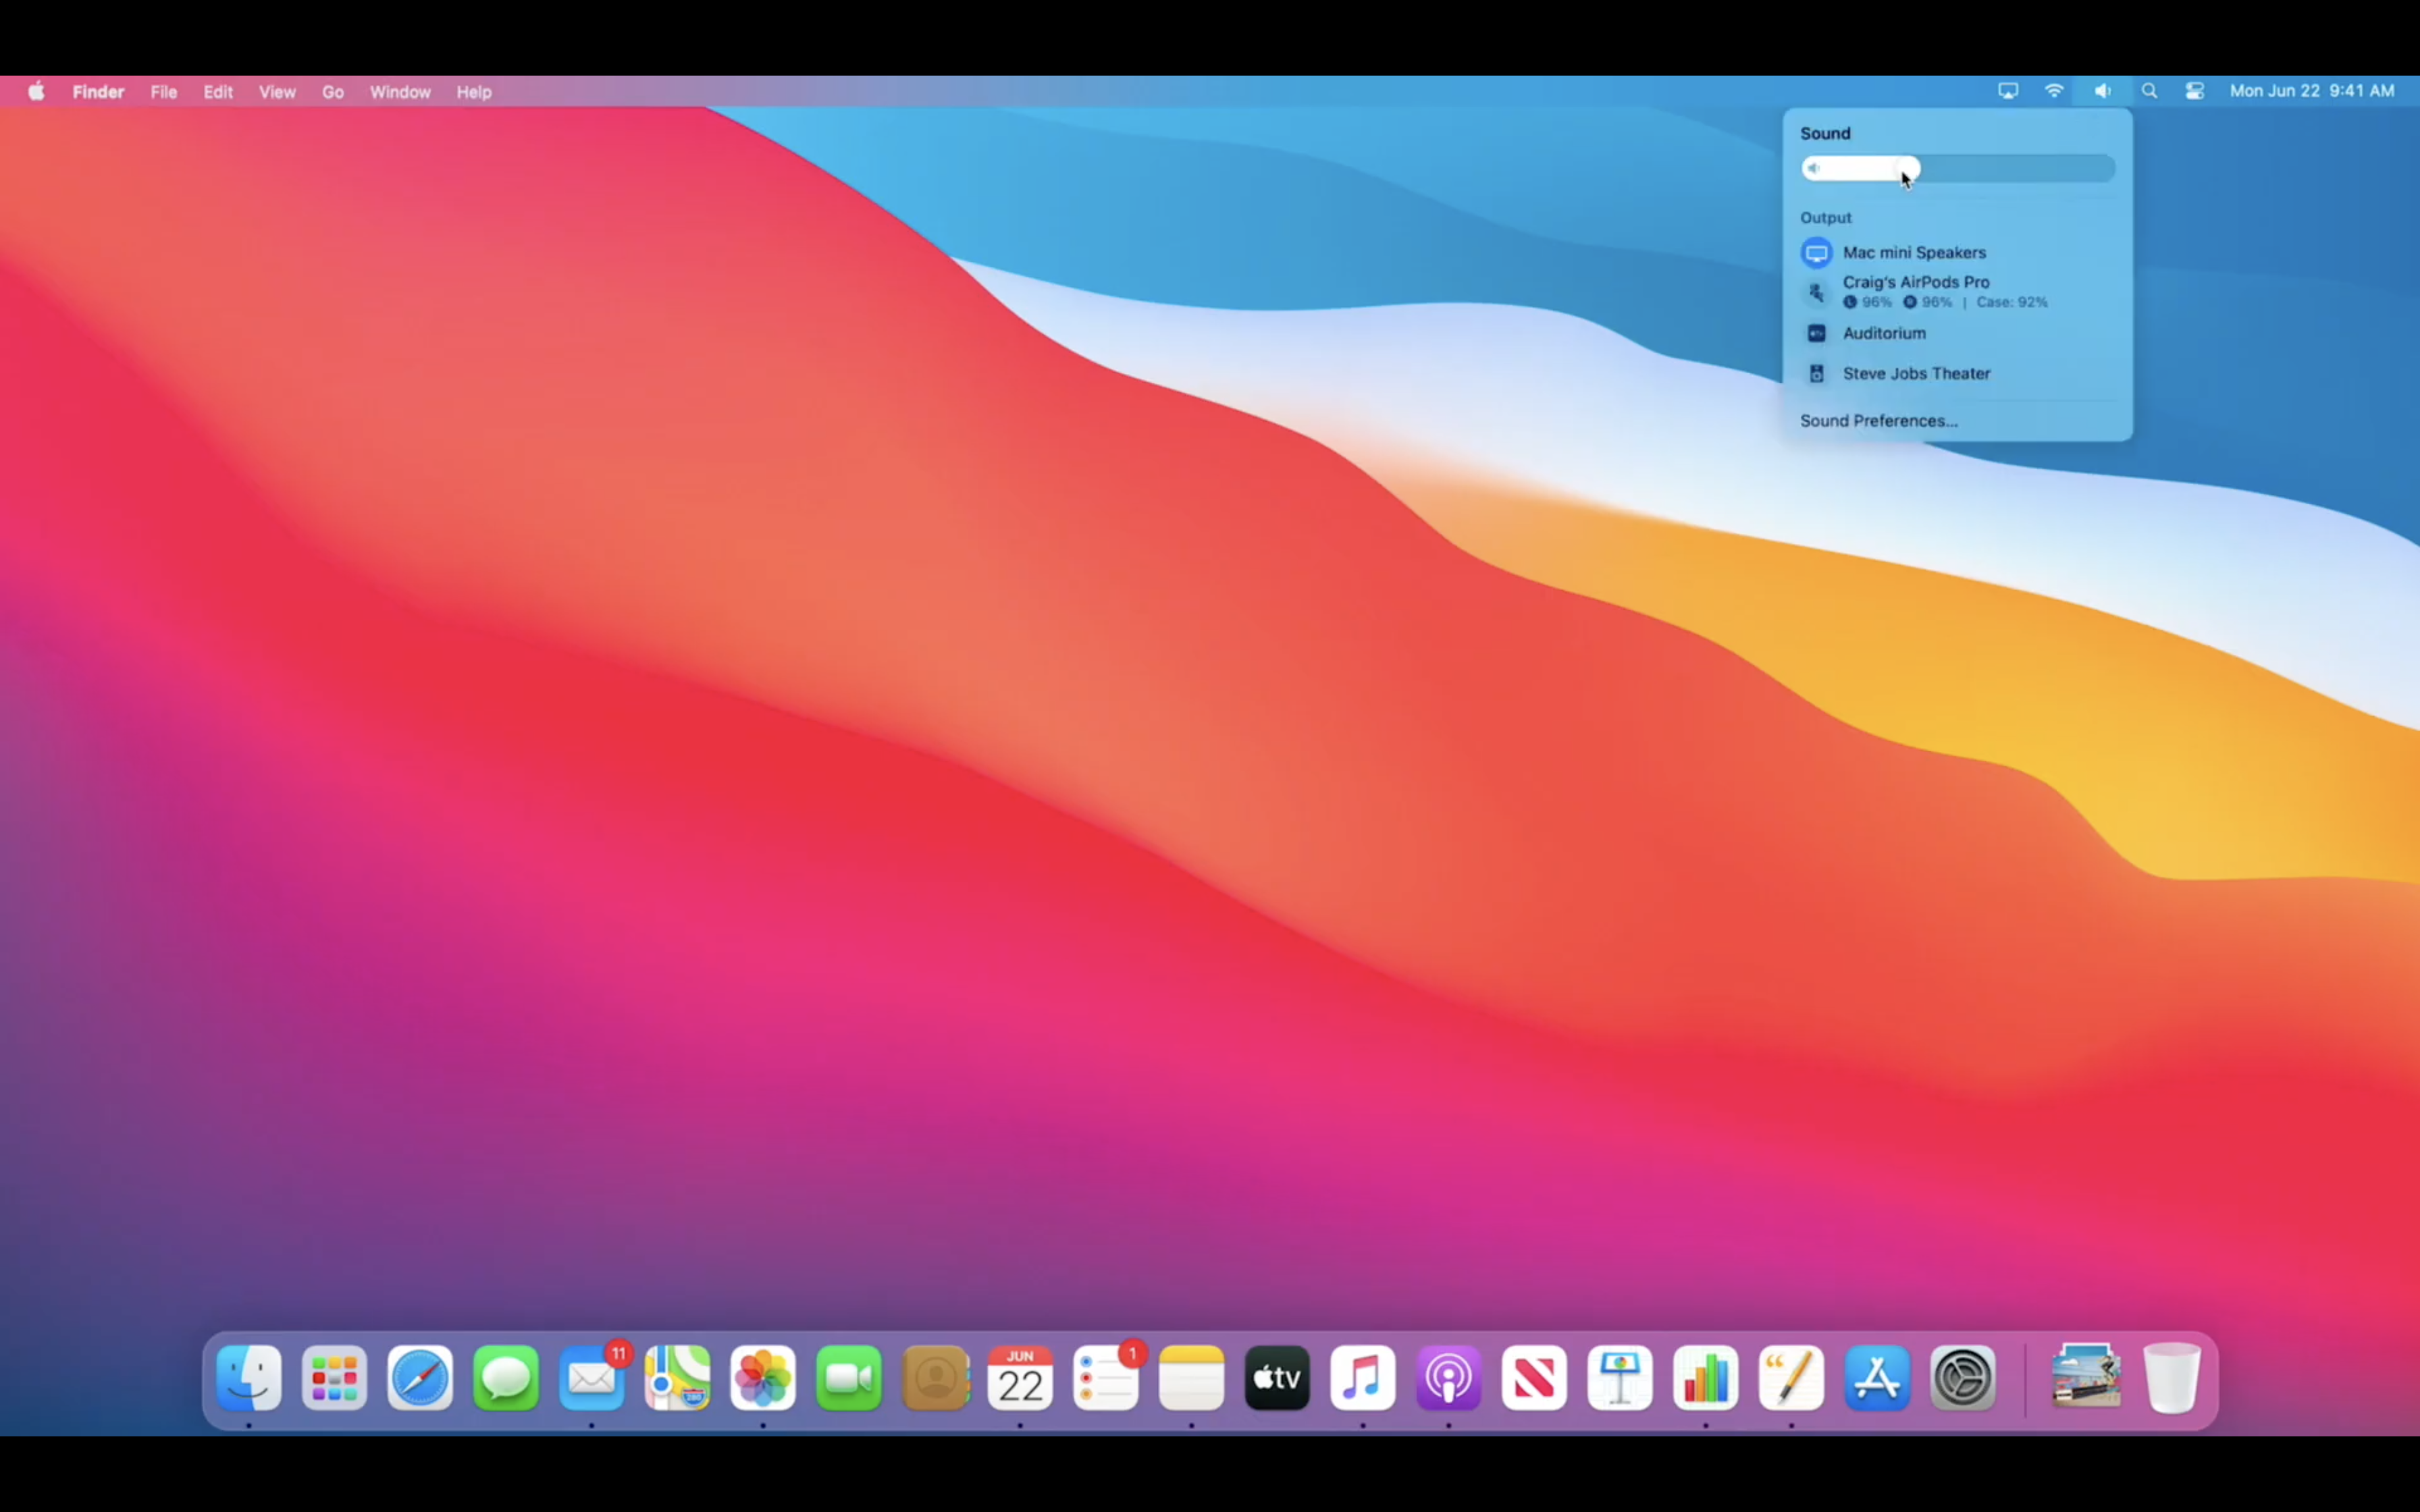 Finder File Edit View Go Window Help
Mon Jun 22 9:41 AM
Sound
Output
Mac mini Speakers
Craig's AirPods Pro
L 96% R 96% | Case: 92%
Auditorium
Steve Jobs Theater
Sound Preferences...
11
JUN
22
1
tv